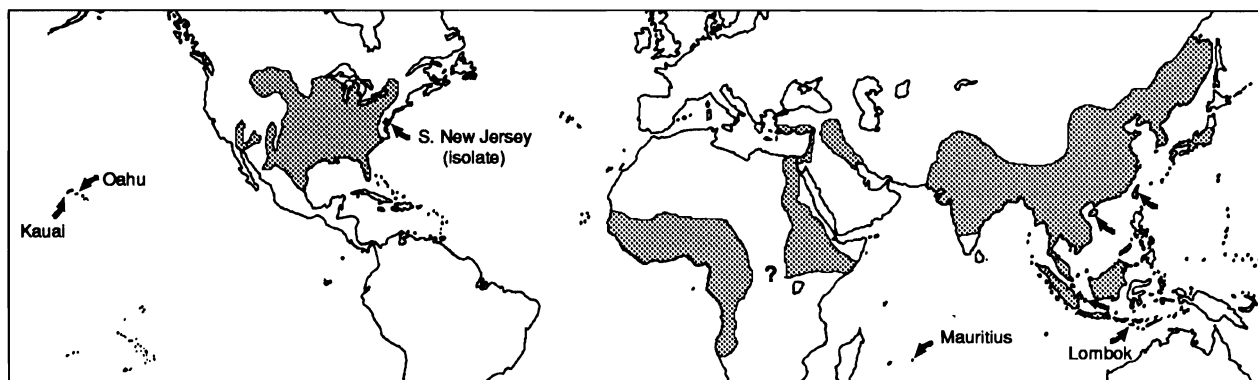 S. New Jersey
(isolate)
Oahu
Kauai
?
Mauritius
Lombok